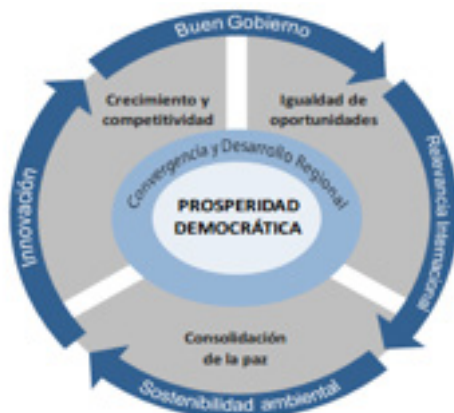 Buen Gobierno
Crecimiento y
competitividad
Igualdad de
oportunidades
Innovación
Relevancia Internacional
Convergencia y Desarrollo Regional
PROSPERIDAD
DEMOCRÁTICA
Consolidación
de la paz
Sostenibilidad ambiental